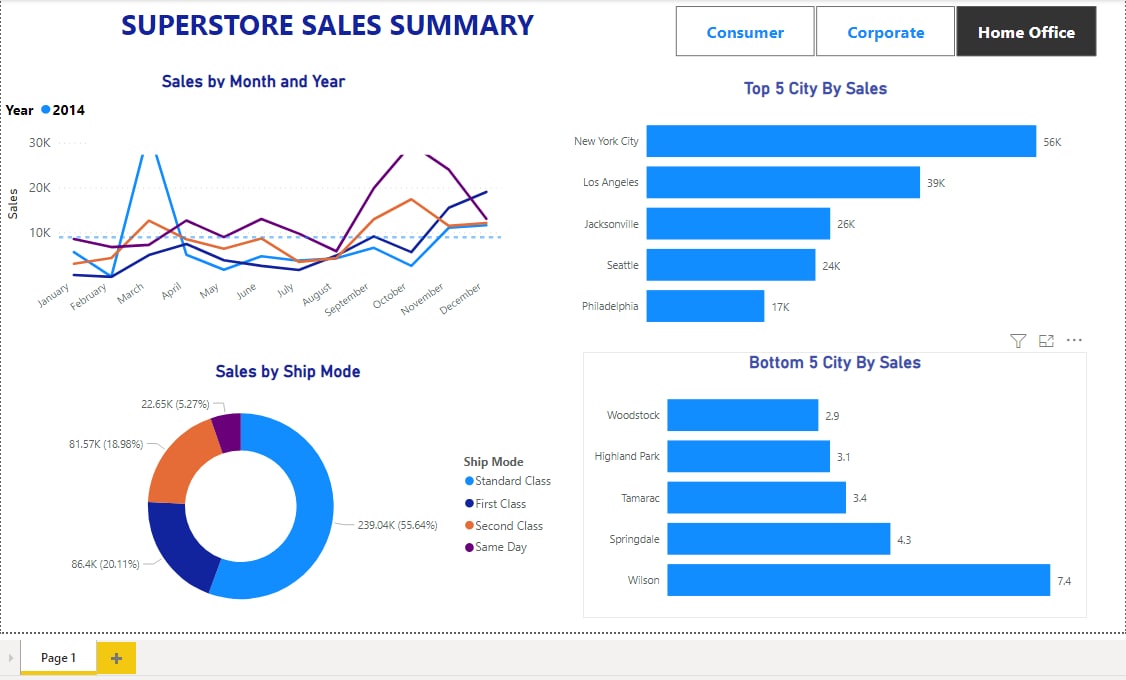 SUPERSTORE SALES SUMMARY
Consumer
Corporate
Home Office
Sales by Month and Year
Year 2014
30K
20K
10K
Sales
January
February
March
April
May
June
July
August
September
October
November
December
Top 5 City By Sales
New York City 56K
Los Angeles 39K
Jacksonville 26K
Seattle 24K
Philadelphia 17K
Sales by Ship Mode
22.65K (5.27%)
81.57K (18.98%)
239.04K (55.64%)
86.4K (20.11%)
Ship Mode
Standard Class
First Class
Second Class
Same Day
Bottom 5 City By Sales
Woodstock 2.9
Highland Park 3.1
Tamarac 3.4
Springdale 4.3
Wilson 7.4
Page 1